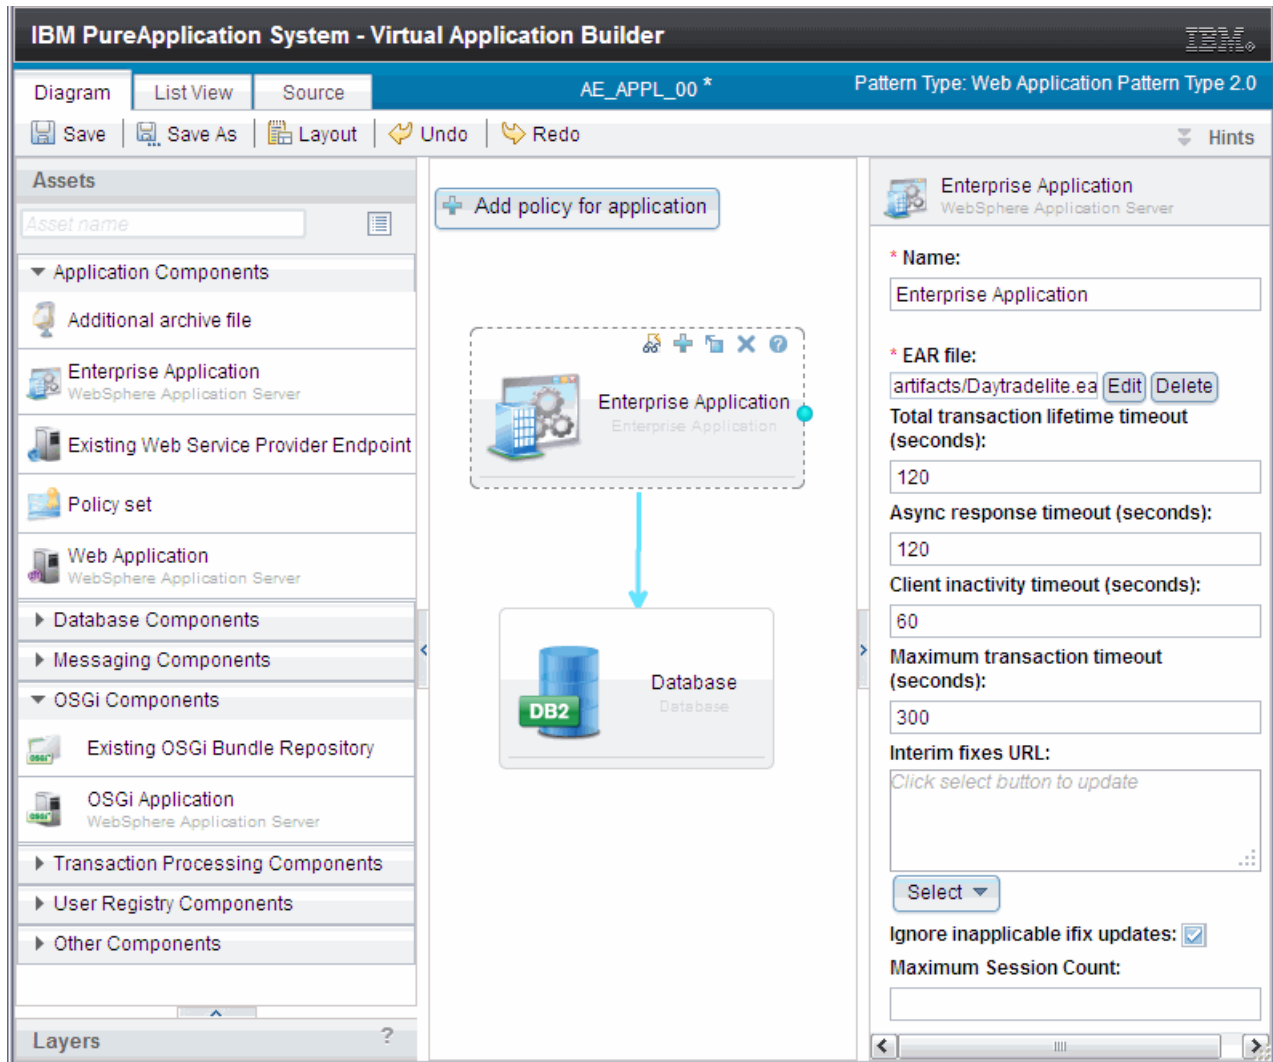 IBM PureApplication System - Virtual Application Builder
IBM
Diagram
List View
Source
AE_APPL_00 *
Pattern Type: Web Application Pattern Type 2.0
Save
Save As
Layout
Undo
Redo
Hints
Assets
Asset name
Application Components
Additional archive file
Enterprise Application
WebSphere Application Server
Existing Web Service Provider Endpoint
Policy set
Web Application
WebSphere Application Server
Database Components
Messaging Components
OSGi Components
Existing OSGi Bundle Repository
OSGi Application
WebSphere Application Server
Transaction Processing Components
User Registry Components
Other Components
Layers
?
Add policy for application
Enterprise Application
Enterprise Application
DB2
Database
Database
Enterprise Application
WebSphere Application Server
* Name:
Enterprise Application
* EAR file:
artifacts/Daytradelite.ea Edit Delete
Total transaction lifetime timeout
(seconds):
120
Async response timeout (seconds):
120
Client inactivity timeout (seconds):
60
Maximum transaction timeout
(seconds):
300
Interim fixes URL:
Click select button to update
Select
Ignore inapplicable ifix updates:
Maximum Session Count: